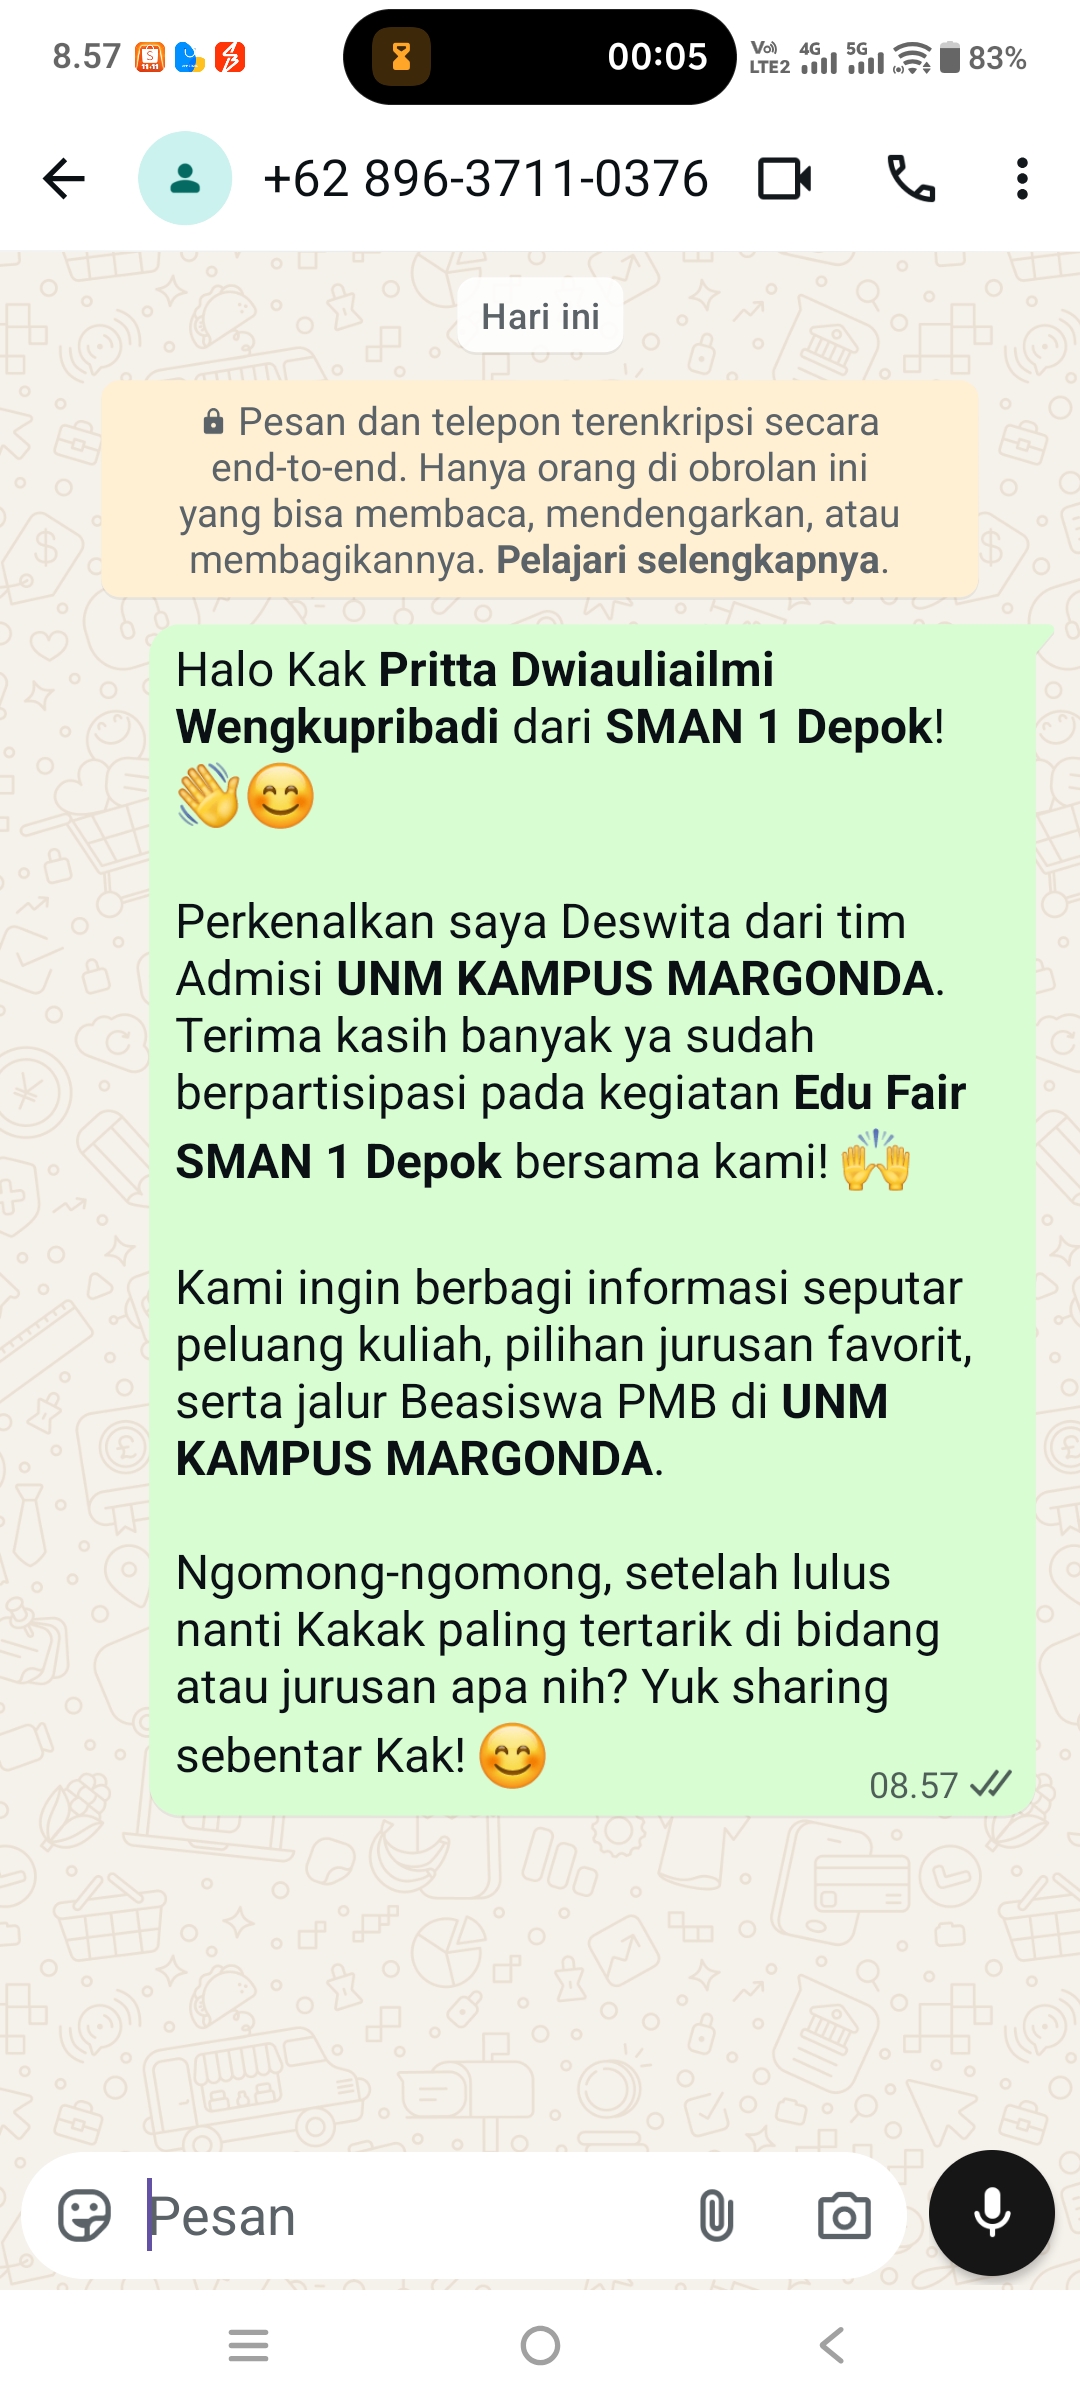 8.57
00:05
Vo)
LTE2
4G
5G
83%
+62 896-3711-0376
Hari ini
Pesan dan telepon terenkripsi secara
end-to-end. Hanya orang di obrolan ini
yang bisa membaca, mendengarkan, atau
membagikannya. Pelajari selengkapnya.
Halo Kak Pritta Dwiauliailmi
Wengkupribadi dari SMAN 1 Depok!
👋😊
Perkenalkan saya Deswita dari tim
Admisi UNM KAMPUS MARGONDA.
Terima kasih banyak ya sudah
berpartisipasi pada kegiatan Edu Fair
SMAN 1 Depok bersama kami! 🙌
Kami ingin berbagi informasi seputar
peluang kuliah, pilihan jurusan favorit,
serta jalur Beasiswa PMB di UNM
KAMPUS MARGONDA.
Ngomong-ngomong, setelah lulus
nanti Kakak paling tertarik di bidang
atau jurusan apa nih? Yuk sharing
sebentar Kak! 😊
08.57
Pesan